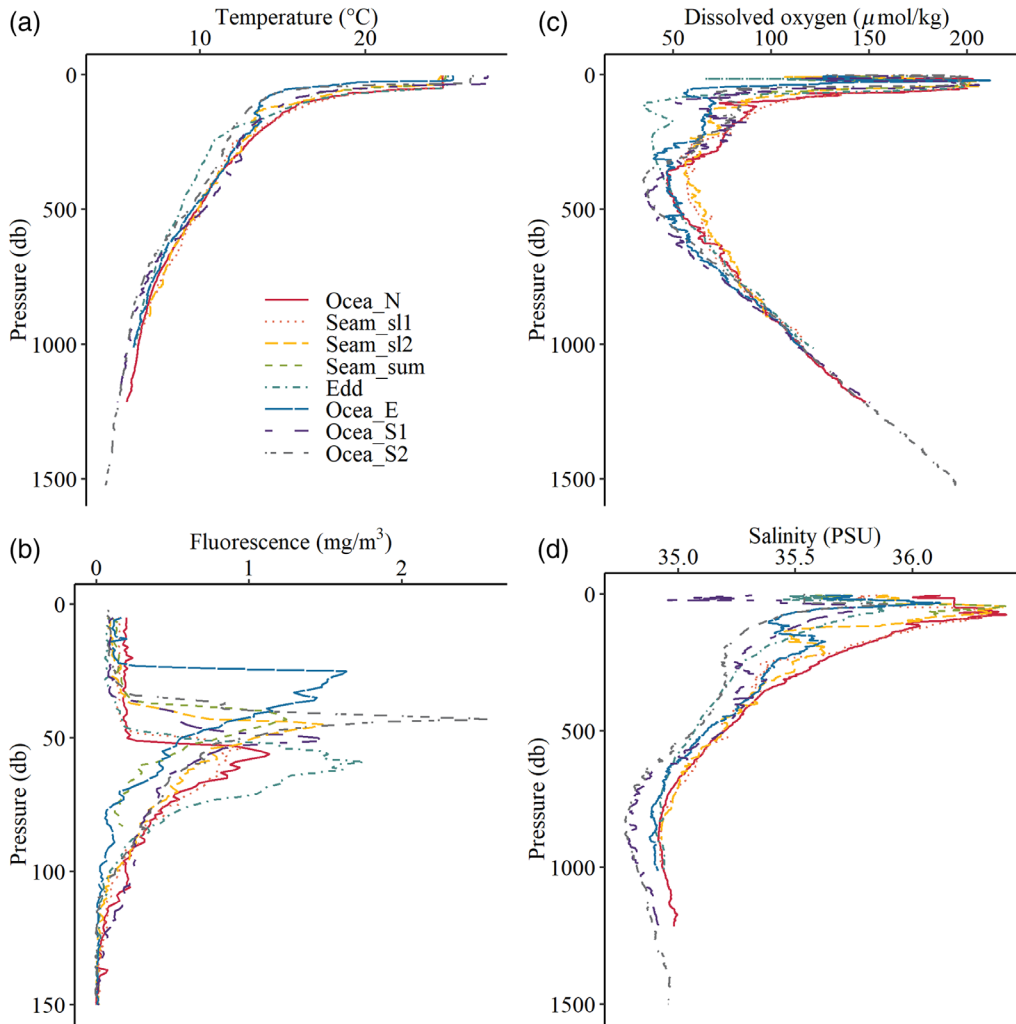 (a)
Temperature (°C)
10 20
0
500
1000
1500
Pressure (db)
Ocea_N
Seam_sl1
Seam_sl2
Seam_sum
Edd
Ocea_E
Ocea_S1
Ocea_S2
(c)
Dissolved oxygen (μmol/kg)
50 100 150 200
0
500
1000
1500
Pressure (db)
(b)
Fluorescence (mg/m³)
0 1 2
0
50
100
150
Pressure (db)
(d)
Salinity (PSU)
35.0 35.5 36.0
0
500
1000
1500
Pressure (db)